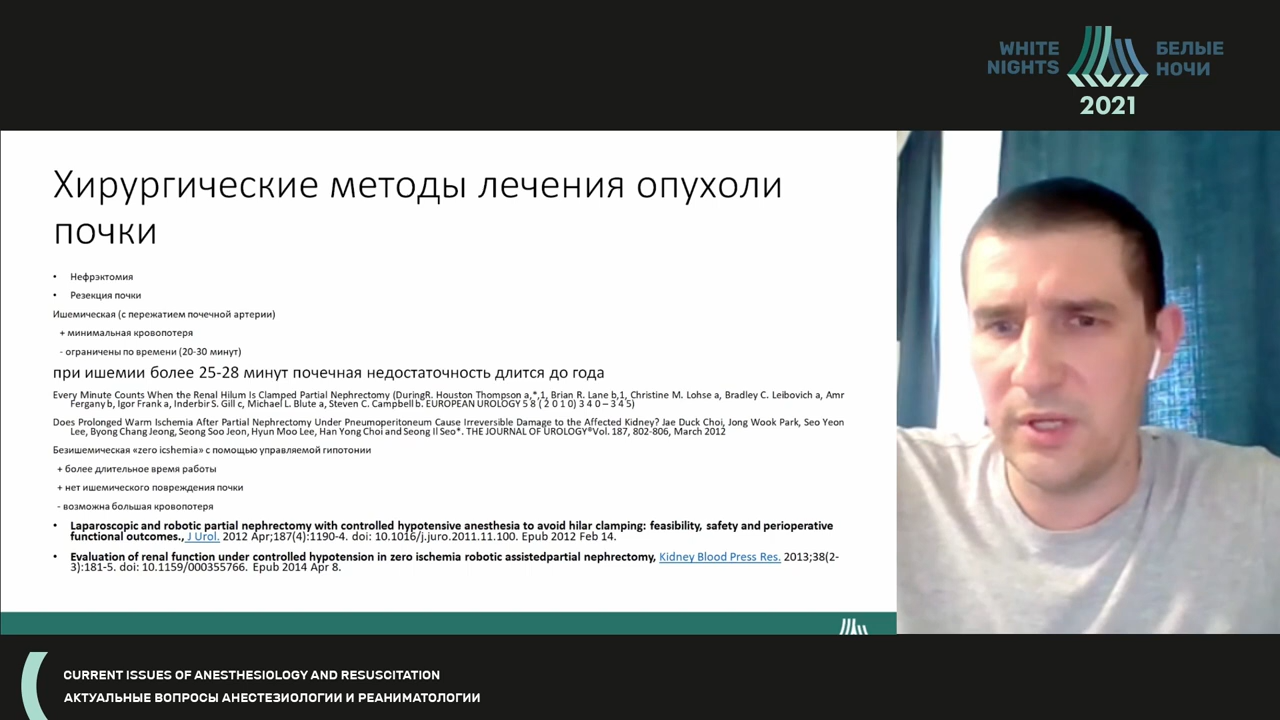 WHITE NIGHTS
БЕЛЫЕ НОЧИ
2021
Хирургические методы лечения опухоли
почки
• Нефрэктомия
• Резекция почки
Ишемическая (с пережатием почечной артерии)
+ минимальная кровопотеря
- ограничены по времени (20-30 минут)
при ишемии более 25-28 минут почечная недостаточность длится до года
Every Minute Counts When the Renal Hilum Is Clamped Partial Nephrectomy (DuringR. Houston Thompson a,*,1, Brian R. Lane b,1, Christine M. Lohse a, Bradley C. Leibovich a, Amr
Fergany b, Igor Frank a, Inderbir S. Gill c, Michael L. Blute a, Steven C. Campbell b. EUROPEAN UROLOGY 5 8 ( 2 0 1 0) 3 4 0 – 3 4 5)
Does Prolonged Warm Ischemia After Partial Nephrectomy Under Pneumoperitoneum Cause Irreversible Damage to the Affected Kidney? Jae Duck Choi, Jong Wook Park, Seo Yeon
Lee, Byong Chang Jeong, Seong Soo Jeon, Hyun Moo Lee, Han Yong Choi and Seong Il Seo*. THE JOURNAL OF UROLOGY®Vol. 187, 802-806, March 2012
Безишемическая «zero icshemia» с помощью управляемой гипотонии
+ более длительное время работы
+ нет ишемического повреждения почки
- возможна большая кровопотеря
• Laparoscopic and robotic partial nephrectomy with controlled hypotensive anesthesia to avoid hilar clamping: feasibility, safety and perioperative
functional outcomes., J Urol. 2012 Apr;187(4):1190-4. doi: 10.1016/j.juro.2011.11.100. Epub 2012 Feb 14.
• Evaluation of renal function under controlled hypotension in zero ischemia robotic assistedpartial nephrectomy, Kidney Blood Press Res. 2013;38(2-
3):181-5. doi: 10.1159/000355766. Epub 2014 Apr 8.
CURRENT ISSUES OF ANESTHESIOLOGY AND RESUSCITATION
АКТУАЛЬНЫЕ ВОПРОСЫ АНЕСТЕЗИОЛОГИИ И РЕАНИМАТОЛОГИИ